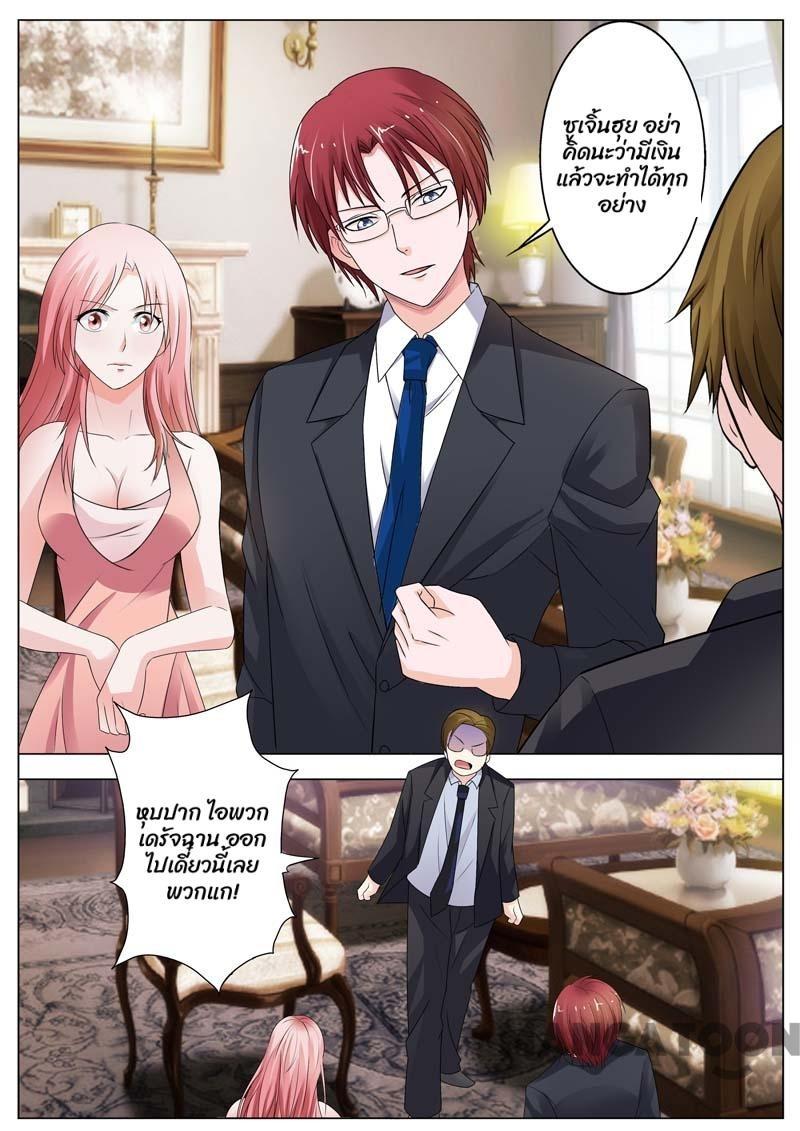 ซูเจิ้นฮุย อย่า
คิดนะว่ามีเงิน
แล้วจะทำได้ทุก
อย่าง
หุบปาก ไอพวก
เดรัจฉาน ออก
ไปเดี๋ยวนี้เลย
พวกแก!
MANGATOON